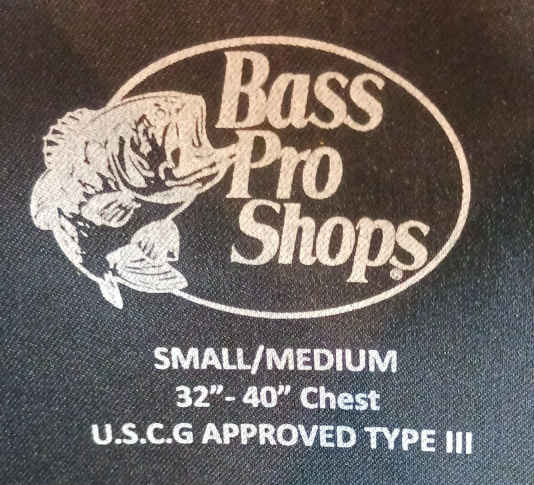 Bass
Pro
Shops®
SMALL/MEDIUM
32”- 40” Chest
U.S.C.G APPROVED TYPE III